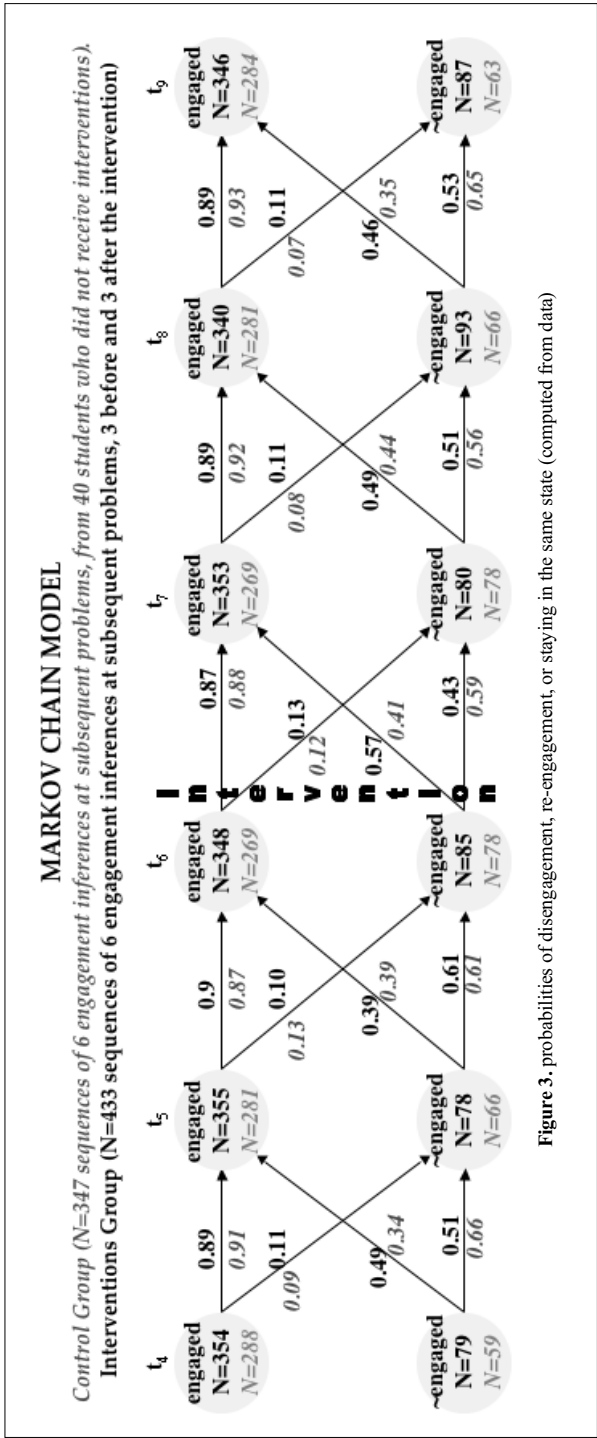 MARKOV CHAIN MODEL
Control Group (N=347 sequences of 6 engagement inferences at subsequent problems, from 40 students who did not receive interventions).
Interventions Group (N=433 sequences of 6 engagement inferences at subsequent problems, 3 before and 3 after the intervention)
t4
t5
t6
t7
t8
t9
engaged
N=354
N=288
0.89
0.91
0.11
0.09
engaged
N=355
N=281
0.9
0.87
0.10
0.13
engaged
N=348
N=269
0.87
0.88
0.13
0.12
engaged
N=353
N=269
0.89
0.92
0.11
0.08
engaged
N=340
N=281
0.89
0.93
0.11
0.07
engaged
N=346
N=284
Intervention
~engaged
N=79
N=59
0.49
0.34
0.51
0.66
~engaged
N=78
N=66
0.39
0.39
0.61
0.61
~engaged
N=85
N=78
0.57
0.41
0.43
0.59
~engaged
N=80
N=78
0.49
0.44
0.51
0.56
~engaged
N=93
N=66
0.46
0.35
0.53
0.65
~engaged
N=87
N=63
Figure 3. probabilities of disengagement, re-engagement, or staying in the same state (computed from data)